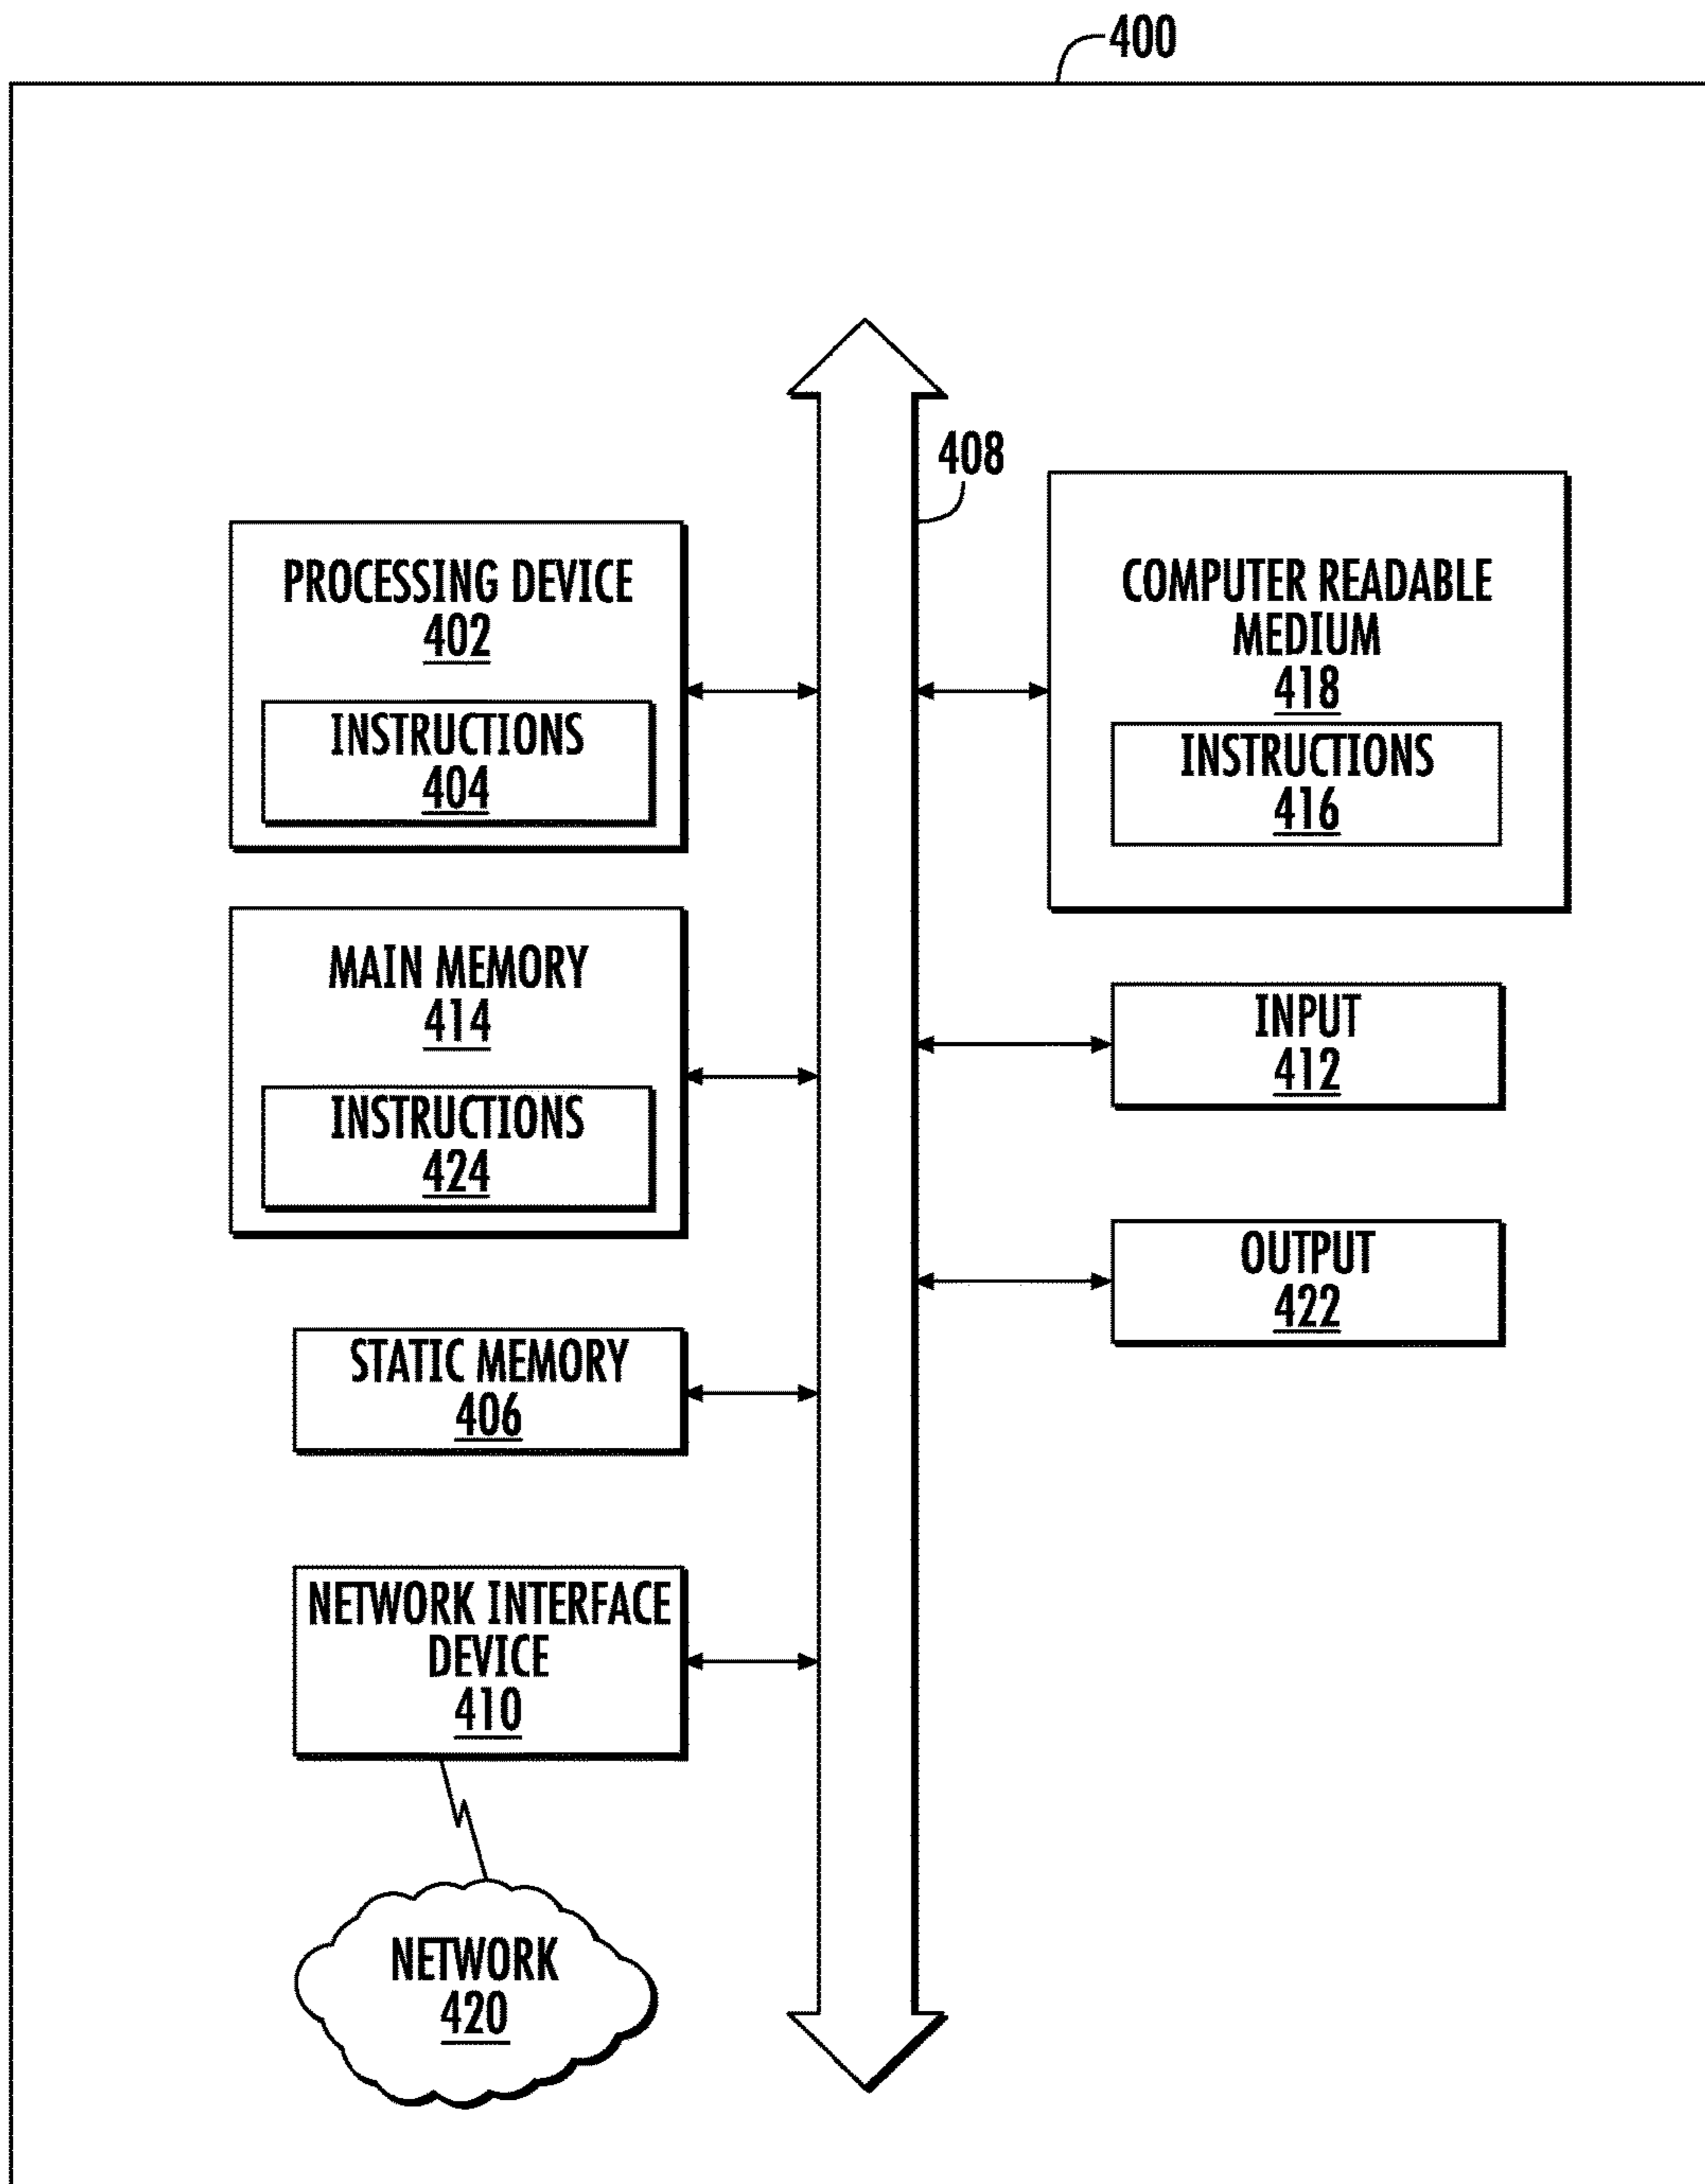 400
408
PROCESSING DEVICE
402
INSTRUCTIONS
404
MAIN MEMORY
414
INSTRUCTIONS
424
STATIC MEMORY
406
NETWORK INTERFACE
DEVICE
410
NETWORK
420
COMPUTER READABLE
MEDIUM
418
INSTRUCTIONS
416
INPUT
412
OUTPUT
422